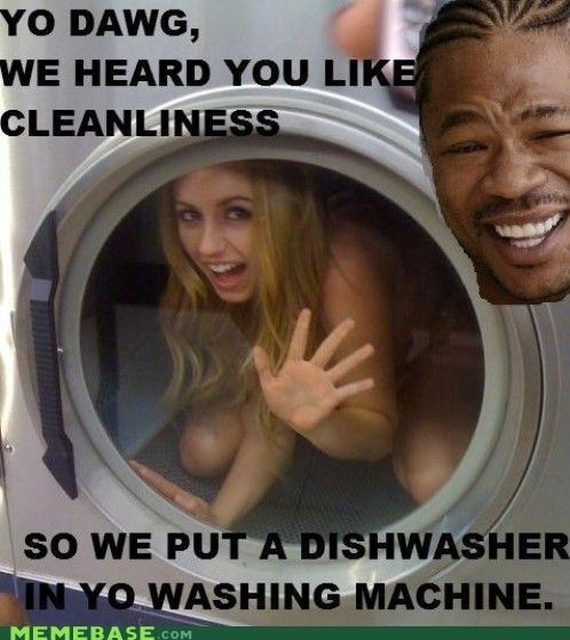 YO DAWG,
WE HEARD YOU LIKE
CLEANLINESS
SO WE PUT A DISHWASHER
IN YO WASHING MACHINE.
MEMEBASE.COM